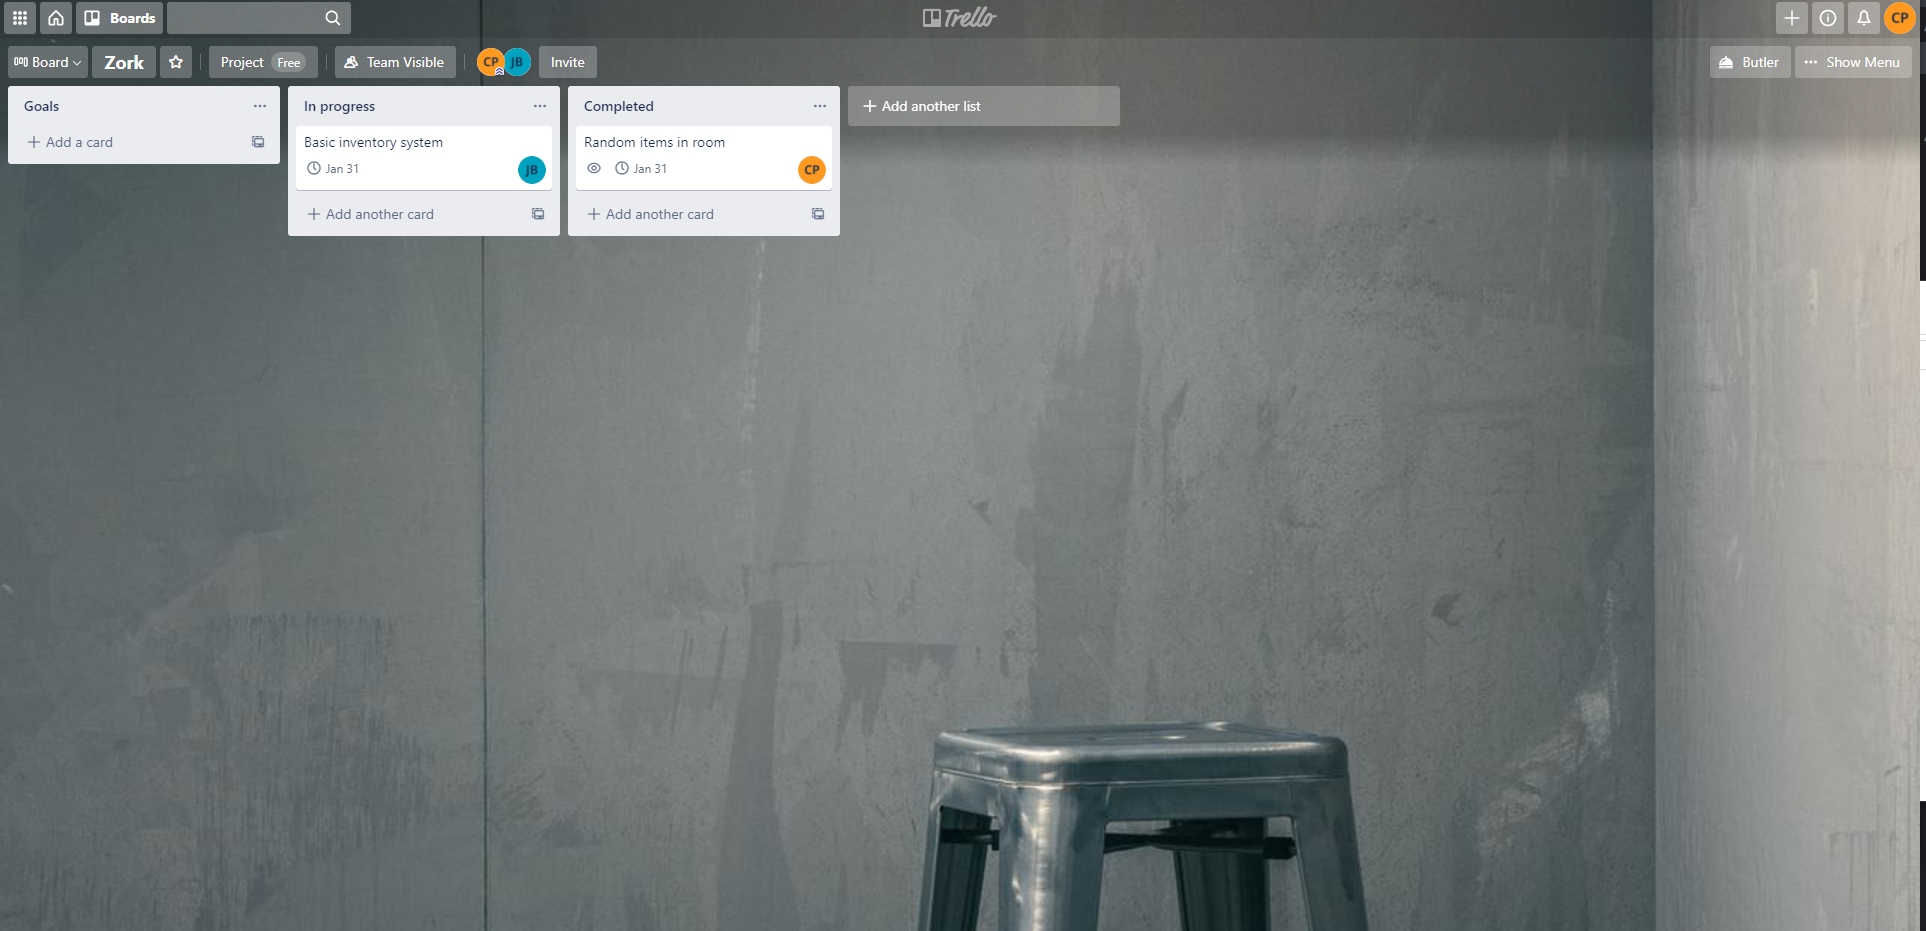 Boards
Trello
Board
Zork
Project Free
Team Visible
CP
JB
Invite
Butler
Show Menu
CP
Goals
Add a card
In progress
Basic inventory system
Jan 31
JB
Add another card
Completed
Random items in room
Jan 31
CP
Add another card
Add another list